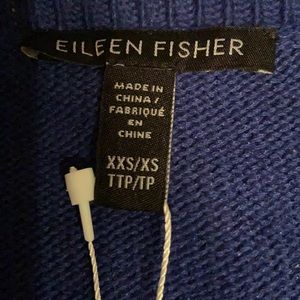 EILEEN FISHER
MADE IN
CHINA /
FABRIQUÉ
EN
CHINE
XXS/XS
TTP/TP